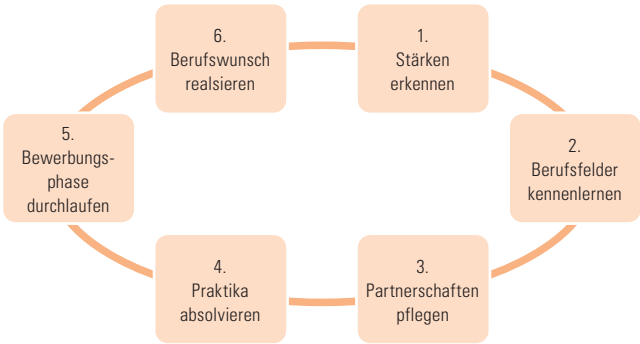 1.
Stärken
erkennen
2.
Berufsfelder
kennenlernen
3.
Partnerschaften
pflegen
4.
Praktika
absolvieren
5.
Bewerbungs-
phase
durchlaufen
6.
Berufswunsch
realsieren